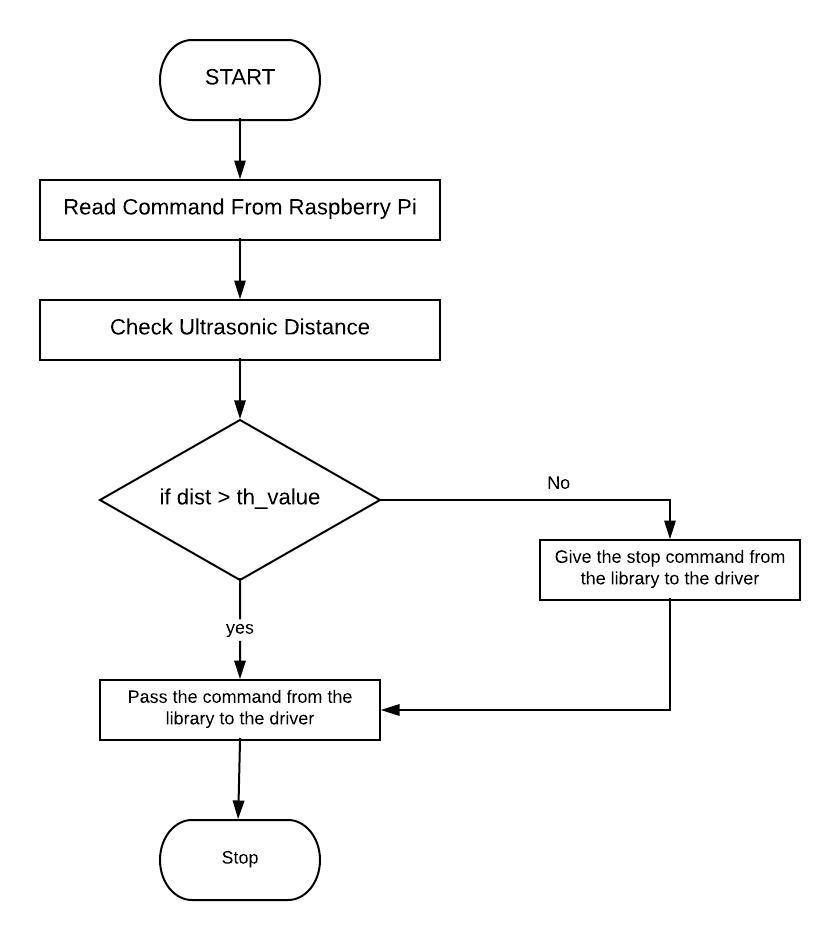 START
Read Command From Raspberry Pi
Check Ultrasonic Distance
if dist > th_value
No
Give the stop command from
the library to the driver
yes
Pass the command from the
library to the driver
Stop